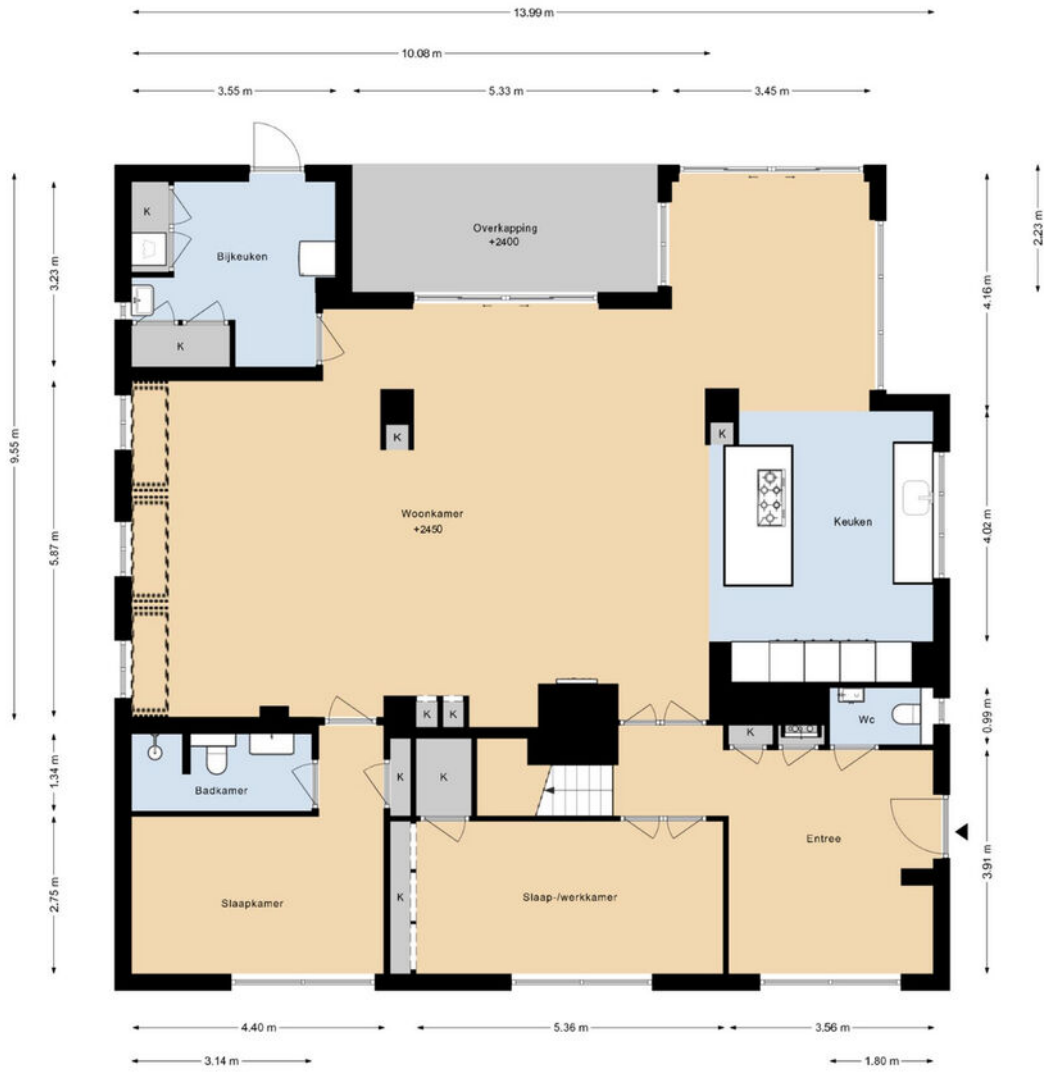 13.99 m
10.08 m
3.55 m
5.33 m
3.45 m
K
Bijkeuken
Overkapping
+2400
2.23 m
3.23 m
4.16 m
K
9.55 m
K
K
Woonkamer
+2450
Keuken
5.87 m
4.02 m
K
K
Wc
0.99 m
K
1.34 m
Badkamer
K
K
Entree
3.91 m
2.75 m
Slaapkamer
K
Slaap-/werkkamer
4.40 m
5.36 m
3.56 m
3.14 m
1.80 m